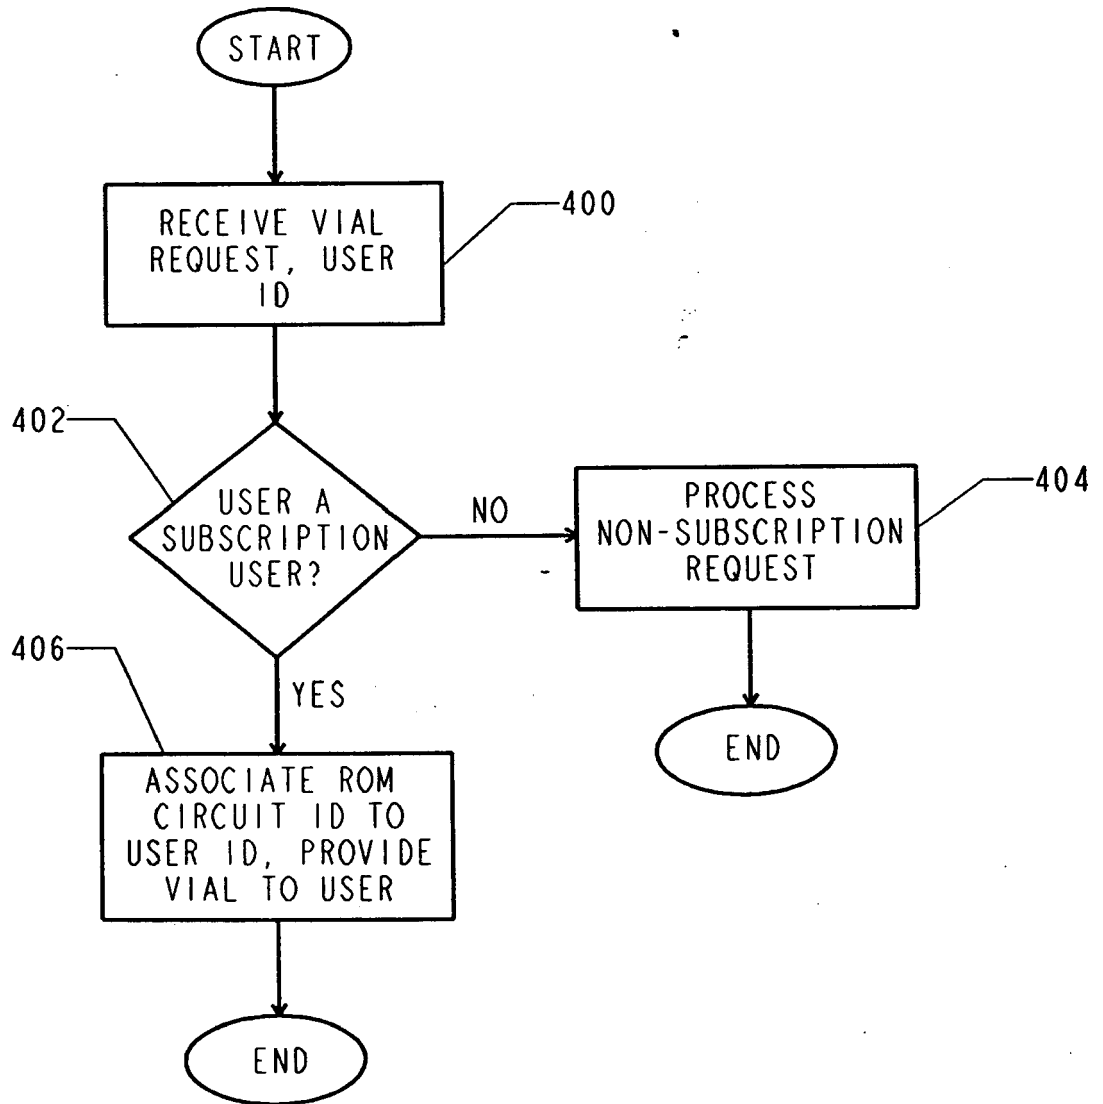 START
RECEIVE VIAL
REQUEST, USER
ID
400
402
USER A
SUBSCRIPTION
USER?
NO
PROCESS
NON-SUBSCRIPTION
REQUEST
404
406
YES
END
ASSOCIATE ROM
CIRCUIT ID TO
USER ID, PROVIDE
VIAL TO USER
END